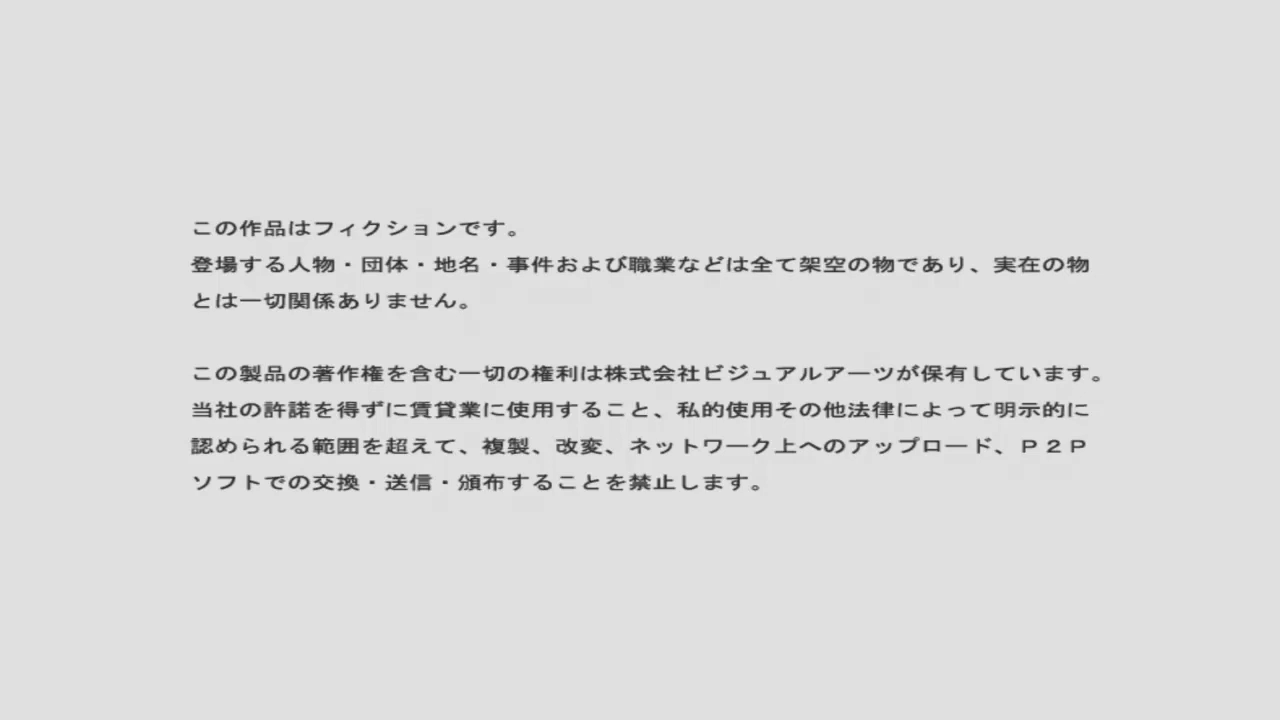 この作品はフィクションです。
登場する人物・団体・地名・事件および職業などは全て架空の物であり、実在の物
とは一切関係ありません。
この製品の著作権を含む一切の権利は株式会社ビジュアルアーツが保有しています。
当社の許諾を得ずに賃貸業に使用すること、私的使用その他法律によって明示的に
認められる範囲を超えて、複製、改変、ネットワーク上へのアップロード、Ｐ２Ｐ
ソフトでの交換・送信・頒布することを禁止します。